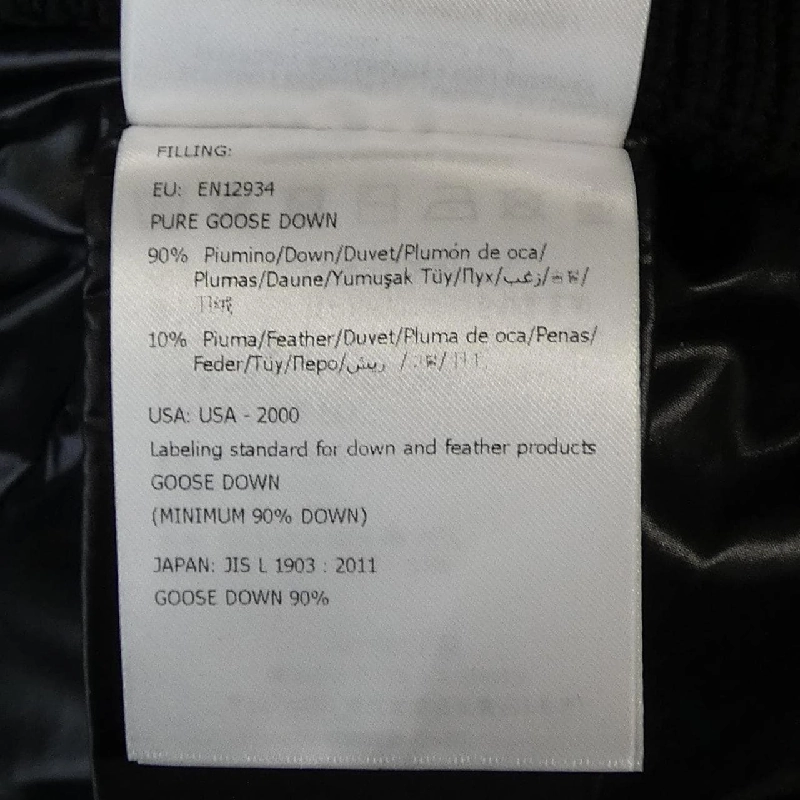 FILLING:
EU: EN12934
PURE GOOSE DOWN
90% Piumino/Down/Duvet/Plumón de oca/
Plumas/Daune/Yumuşak Tüy/Пух/زغب/
10% Piuma/Feather/Duvet/Pluma de oca/Penas/
Feder/Tüy/Перо/ريش /
USA: USA - 2000
Labeling standard for down and feather products
GOOSE DOWN
(MINIMUM 90% DOWN)
JAPAN: JIS L 1903 : 2011
GOOSE DOWN 90%